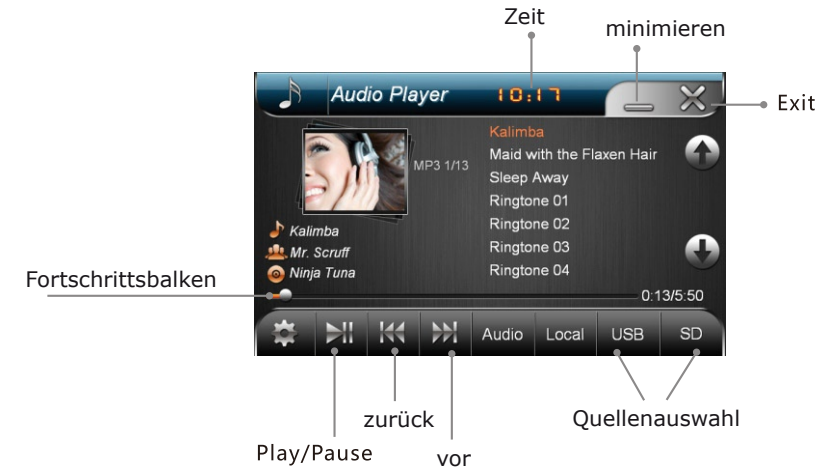 Zeit
minimieren
Audio Player
10:17
Exit
Kalimba
Maid with the Flaxen Hair
MP3 1/13
Sleep Away
Ringtone 01
Ringtone 02
Ringtone 03
Ringtone 04
Kalimba
Mr. Scruff
Ninja Tuna
Fortschrittsbalken
0:13/5:50
Audio
Local
USB
SD
zurück
Quellenauswahl
Play/Pause
vor